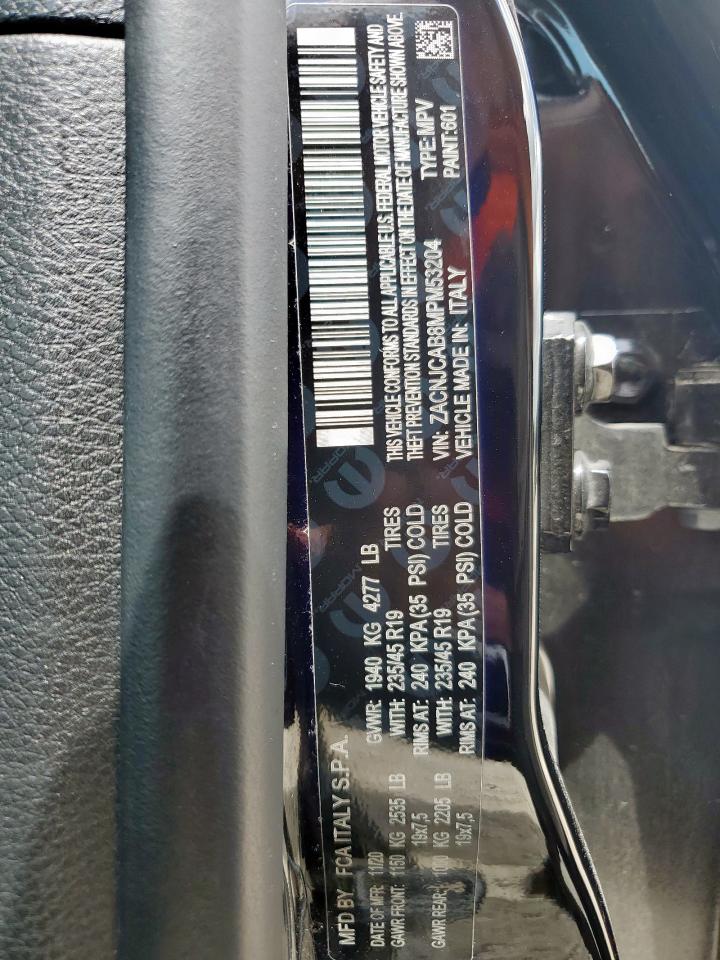 MFD BY: FCA ITALY S.P.A.
DATE OF MFR: 11/20 GVWR: 1940 KG 4277 LB
GAWR FRONT: 1150 KG 2535 LB WITH: 235/45 R19 TIRES
19x7,5 RIMS AT: 240 KPA(35 PSI) COLD
GAWR REAR: KG 2205 LB WITH: 235/45 R19 TIRES
19x7,5 RIMS AT: 240 KPA(35 PSI) COLD
THIS VEHICLE CONFORMS TO ALL APPLICABLE U.S. FEDERAL MOTOR VEHICLE SAFETY AND
THEFT PREVENTION STANDARDS IN EFFECT ON THE DATE OF MANUFACTURE SHOWN ABOVE.
VIN: ZACNJCAB8MPM53204 TYPE: MPV
VEHICLE MADE IN: ITALY PAINT:601
MOPAR
MOPAR